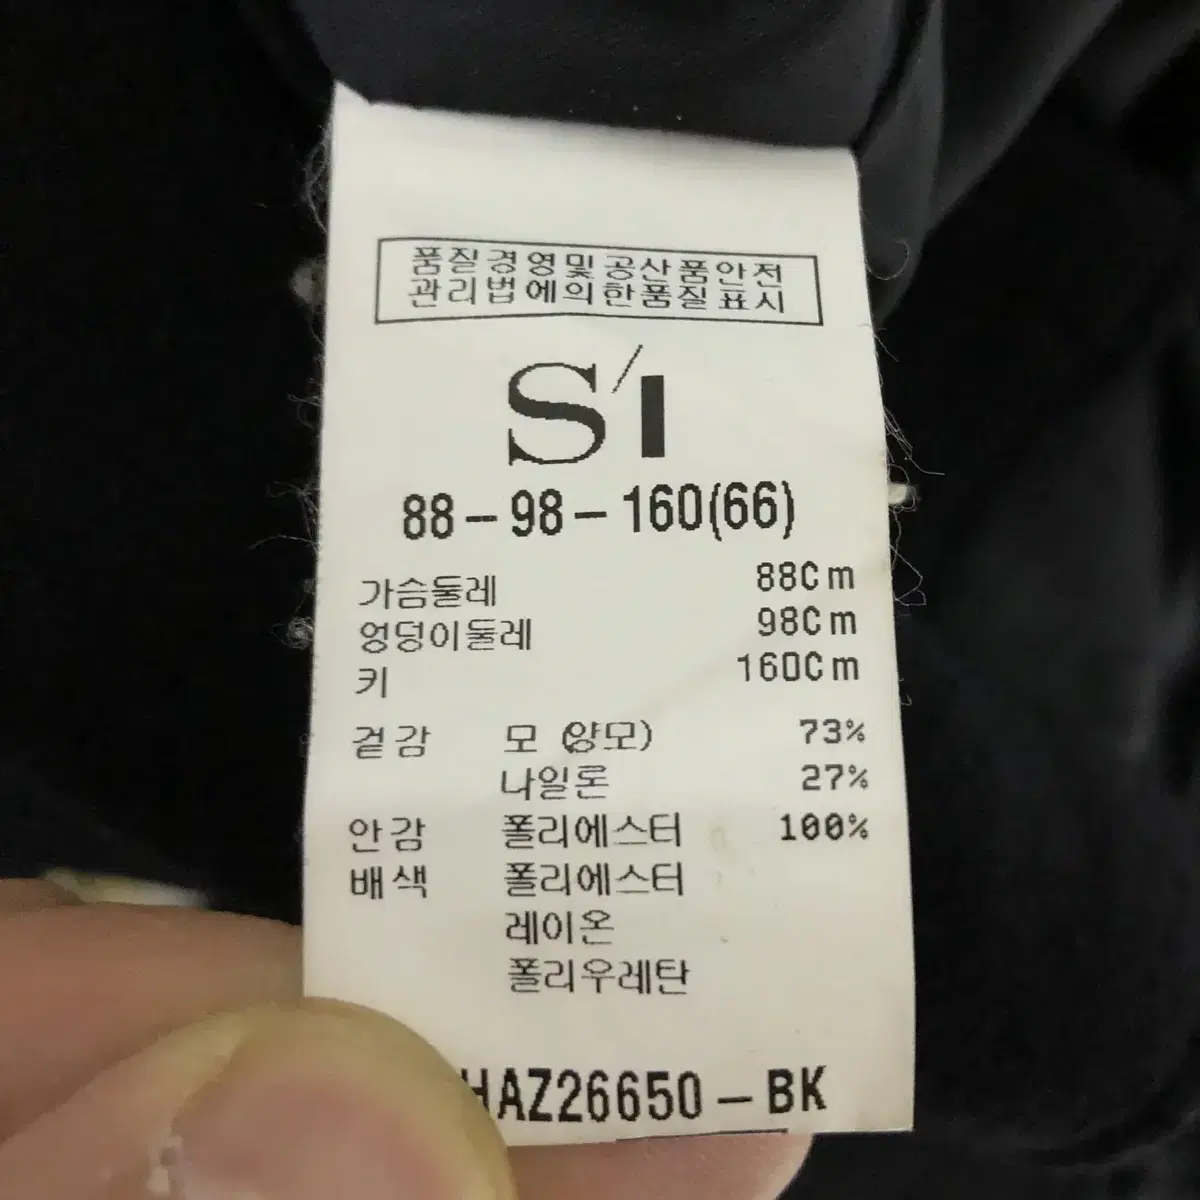 품질경영및공산품안전
관리법에의한품질표시
S/I
88-98-160(66)
가슴둘레 88Cm
엉덩이둘레 98Cm
키 160Cm
겉감 모 (양모) 73%
나일론 27%
안감 폴리에스터 100%
배색 폴리에스터
레이온
폴리우레탄
HAZ26650-BK